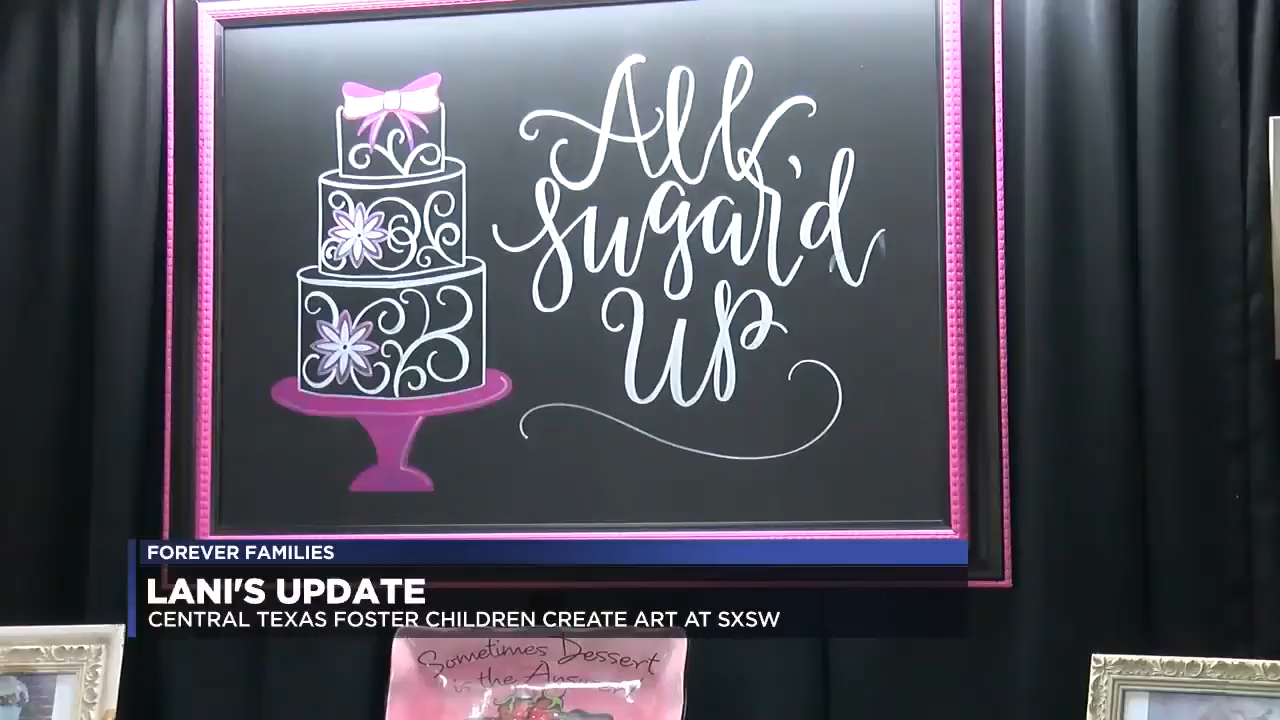 All
sugar'd
up
FOREVER FAMILIES
LANI'S UPDATE
CENTRAL TEXAS FOSTER CHILDREN CREATE ART AT SXSW
Sometimes Dessert
is the Answer